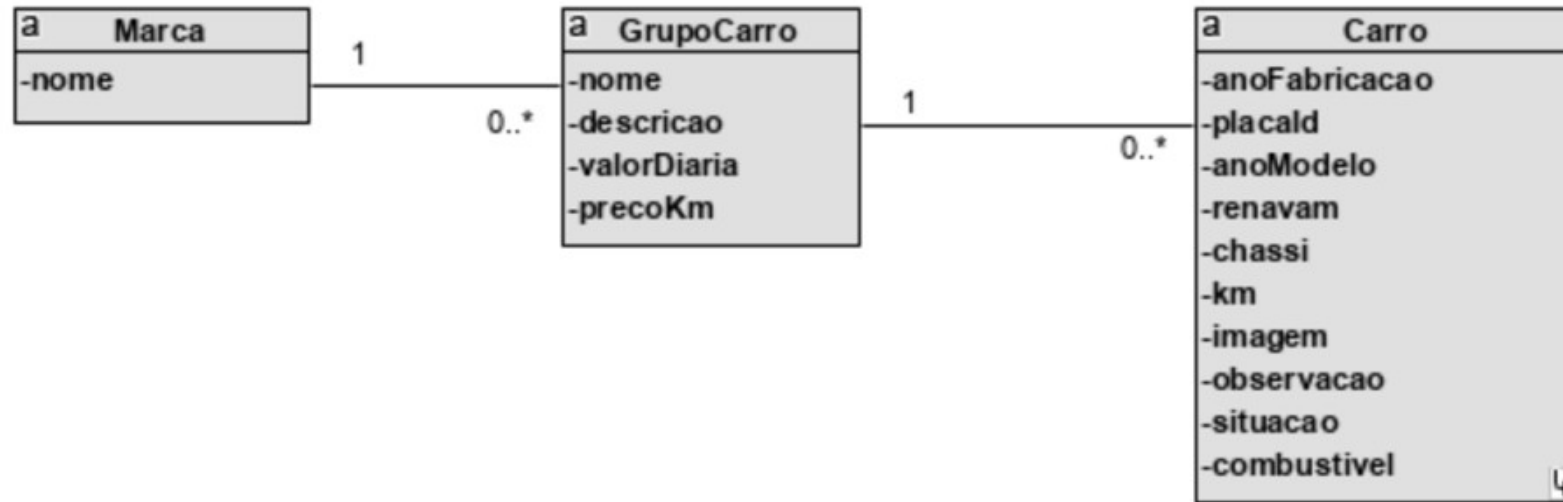 a Marca
-nome
1
0..*
a GrupoCarro
-nome
-descricao
-valorDiaria
-precoKm
1
0..*
a Carro
-anoFabricacao
-placaId
-anoModelo
-renavam
-chassi
-km
-imagem
-observacao
-situacao
-combustivel